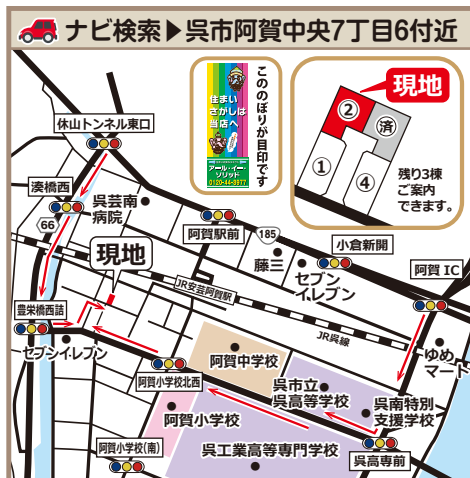 ナビ検索▶呉市阿賀中央7丁目6付近
住まい
さがしは
当店へ
アール・イー・
ソリッド
0120-44-8977
こののぼりが目印です
現地
②
済
①
④
残り3棟
ご案内
できます。
休山トンネル東口
湊橋西
66
呉芸南
病院
阿賀駅前
185
藤三
小倉新開
セブン
イレブン
阿賀 IC
現地
JR安芸阿賀駅
JR呉線
豊栄橋西詰
セブンイレブン
阿賀小学校北西
阿賀中学校
ゆめ
マート
呉市立
呉高等学校
呉南特別
支援学校
阿賀小学校
阿賀小学校(南)
呉工業高等専門学校
呉高専前